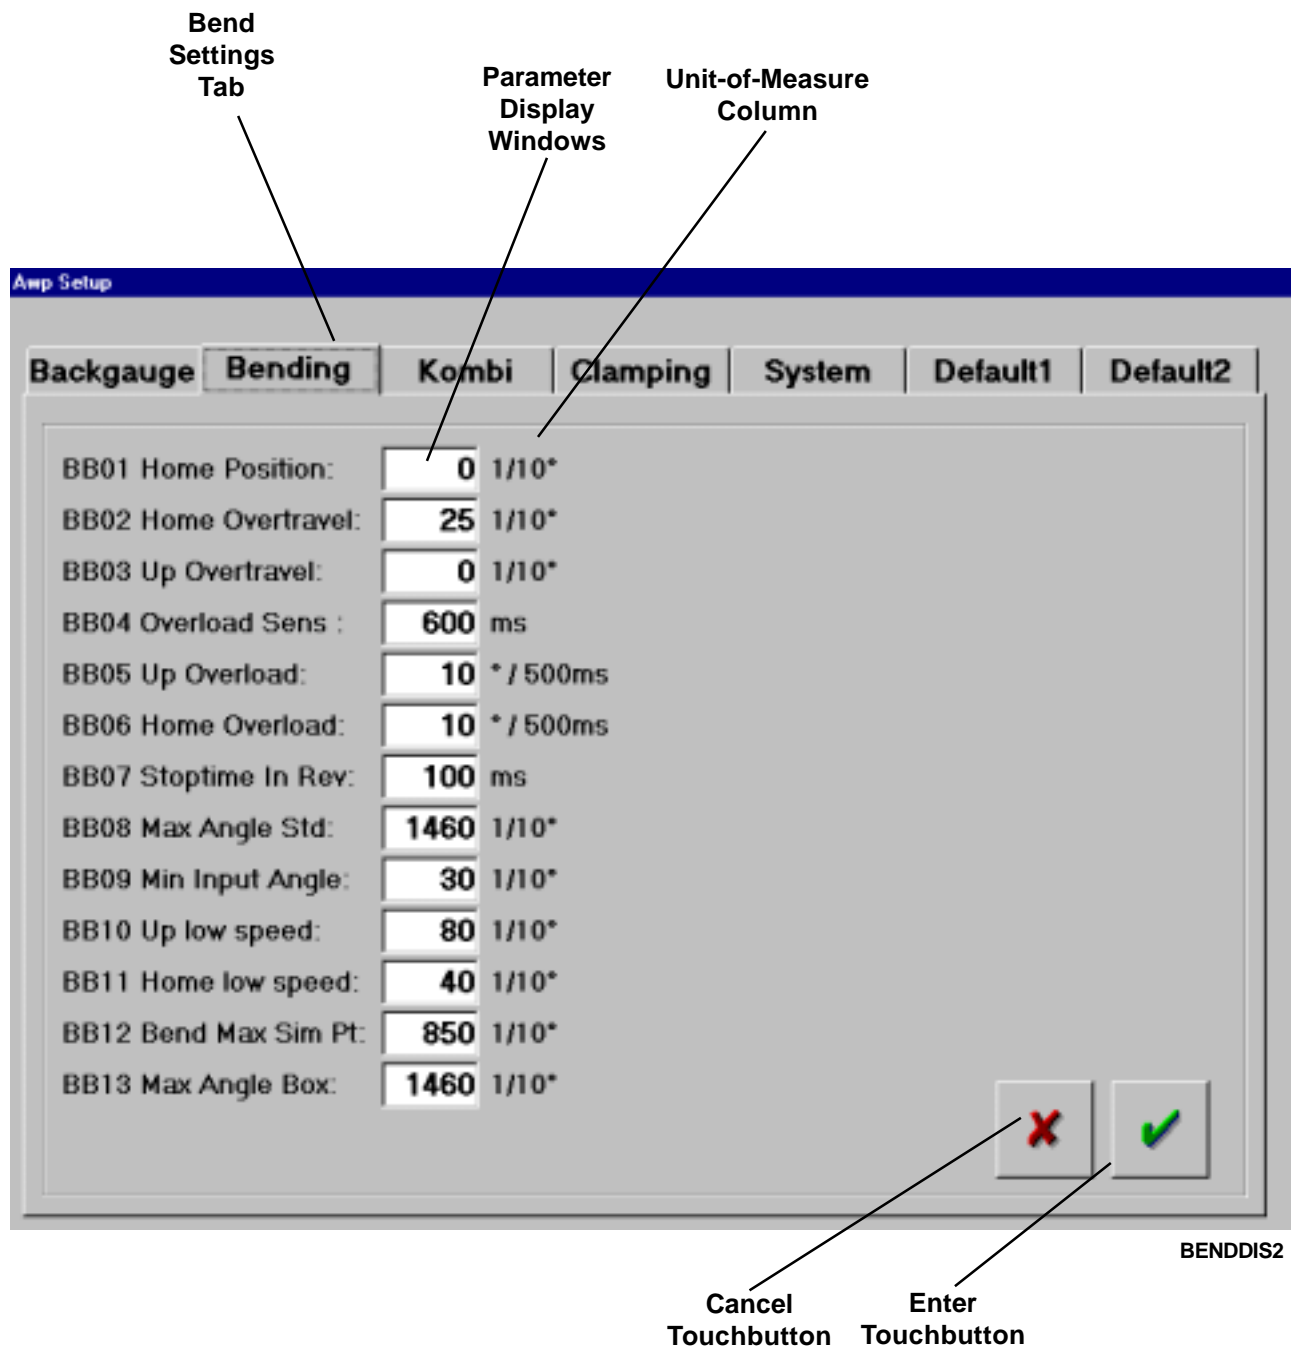 Bend
Settings
Tab
Parameter
Display
Windows
Unit-of-Measure
Column
Awp Setup
Backgauge Bending Kombi Clamping System Default1 Default2
BB01 Home Position: 0 1/10°
BB02 Home Overtravel: 25 1/10°
BB03 Up Overtravel: 0 1/10°
BB04 Overload Sens : 600 ms
BB05 Up Overload: 10 ° / 500ms
BB06 Home Overload: 10 ° / 500ms
BB07 Stoptime In Rev: 100 ms
BB08 Max Angle Std: 1460 1/10°
BB09 Min Input Angle: 30 1/10°
BB10 Up low speed: 80 1/10°
BB11 Home low speed: 40 1/10°
BB12 Bend Max Sim Pt: 850 1/10°
BB13 Max Angle Box: 1460 1/10°
BENDDIS2
Cancel
Touchbutton
Enter
Touchbutton